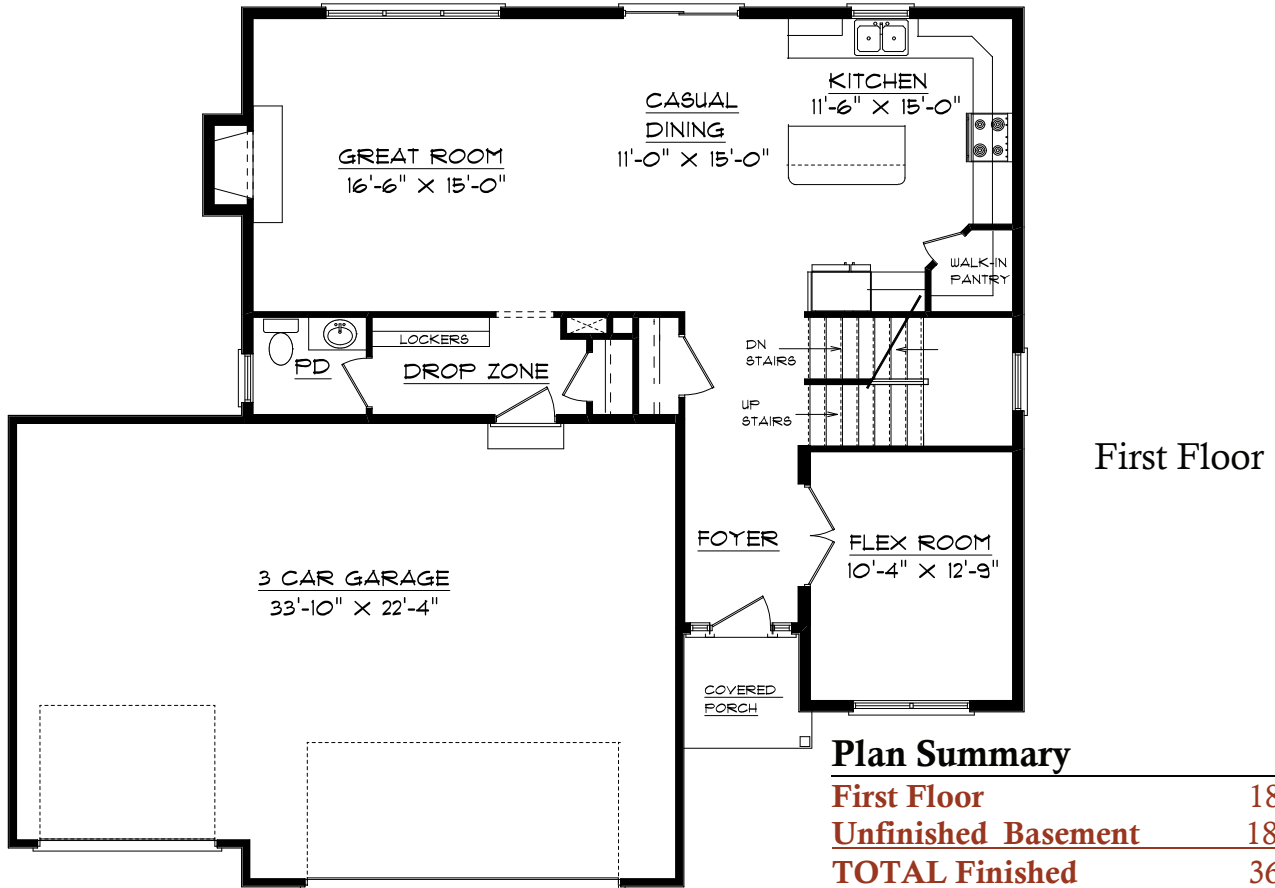 KITCHEN
11'-6" X 15'-0"
CASUAL
DINING
11'-0" X 15'-0"
GREAT ROOM
16'-6" X 15'-0"
WALK-IN
PANTRY
LOCKERS
PD
DROP ZONE
DN
STAIRS
UP
STAIRS
First Floor
FOYER
FLEX ROOM
10'-4" X 12'-9"
3 CAR GARAGE
33'-10" X 22'-4"
COVERED
PORCH
Plan Summary
First Floor 18
Unfinished Basement 18
TOTAL Finished 36